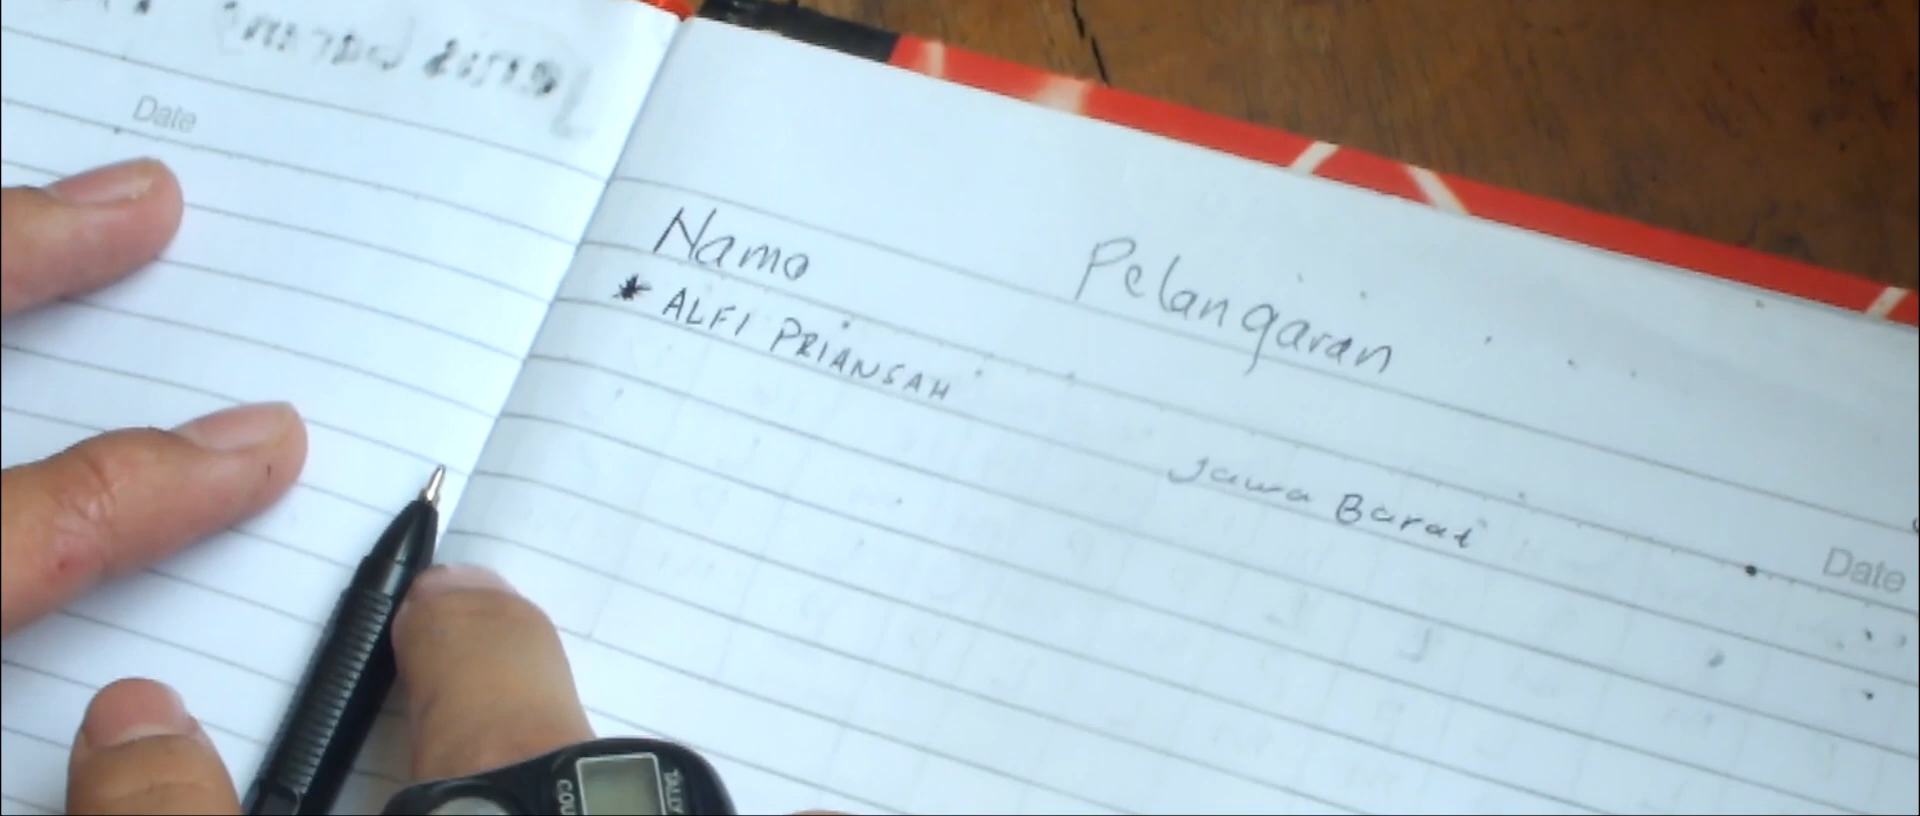 Date
Nama
Pelangaran
* ALFI PRIANSAH
Jawa Barat
Date